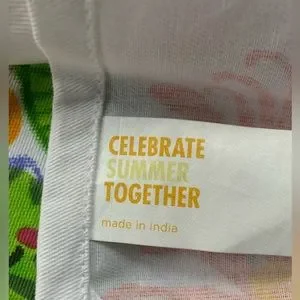 CELEBRATE
SUMMER
TOGETHER
made in india